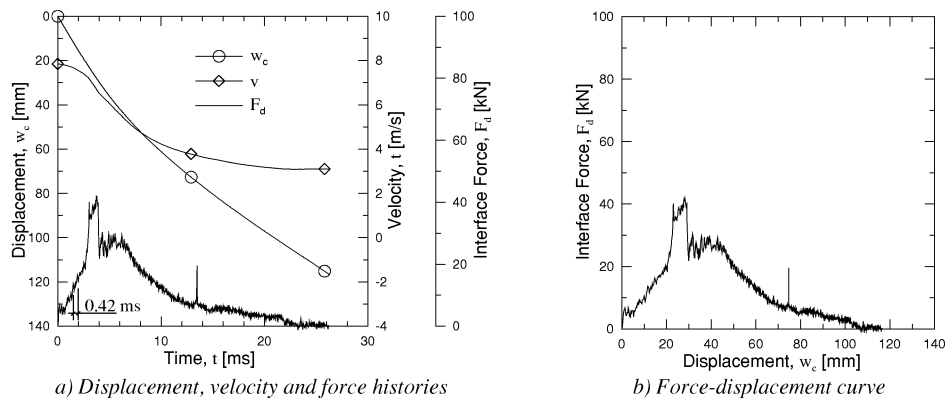 0
20
40
60
80
100
120
140
Displacement, w_c [mm]
w_c
v
F_d
0.42 ms
0 10 20 30
Time, t [ms]
10
8
6
4
2
0
-2
-4
Velocity, t [m/s]
100
80
60
40
20
0
Interface Force, F_d [kN]
a) Displacement, velocity and force histories
100
80
60
40
20
0
Interface Force, F_d [kN]
0 20 40 60 80 100 120 140
Displacement, w_c [mm]
b) Force-displacement curve